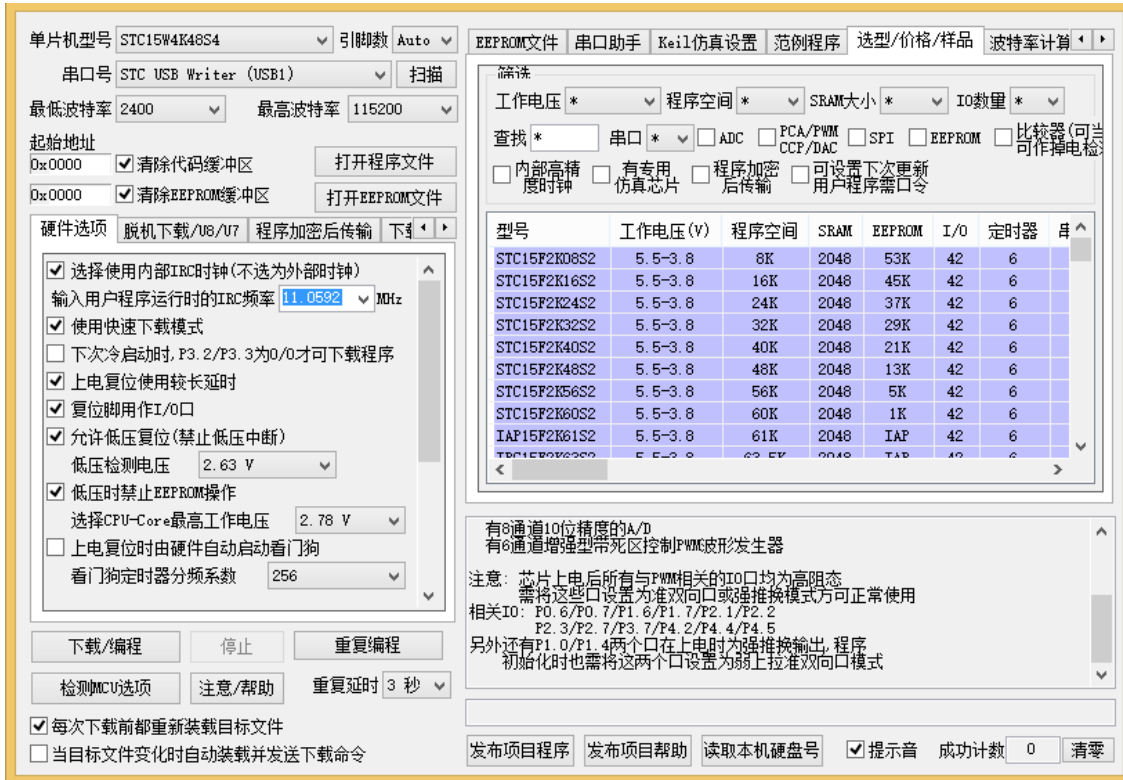 单片机型号 STC15W4K48S4 引脚数 Auto
串口号 STC USB Writer (USB1) 扫描
最低波特率 2400 最高波特率 115200
起始地址
0x0000 清除代码缓冲区 打开程序文件
0x0000 清除EEPROM缓冲区 打开EEPROM文件
硬件选项 脱机下载/U8/U7 程序加密后传输
选择使用内部IRC时钟(不选为外部时钟)
输入用户程序运行时的IRC频率 11.0592 MHz
使用快速下载模式
下次冷启动时,P3.2/P3.3为0/0才可下载程序
上电复位使用较长延时
复位脚用作I/O口
允许低压复位(禁止低压中断)
低压检测电压 2.63 V
低压时禁止EEPROM操作
选择CPU-Core最高工作电压 2.78 V
上电复位时由硬件自动启动看门狗
看门狗定时器分频系数 256
下载/编程 停止 重复编程
检测MCU选项 注意/帮助 重复延时 3 秒
每次下载前都重新装载目标文件
当目标文件变化时自动装载并发送下载命令
EEPROM文件 串口助手 Keil仿真设置 范例程序 选型/价格/样品 波特率计算
筛选
工作电压 * 程序空间 * SRAM大小 * IO数量 *
查找 * 串口 * ADC PCA/PWM CCP/DAC SPI EEPROM 比较器(可当 可作掉电检
内部高精度时钟 有专用仿真芯片 程序加密后传输 可设置下次更新用户程序需口令
型号 工作电压(V) 程序空间 SRAM EEPROM I/O 定时器
STC15F2K08S2 5.5-3.8 8K 2048 53K 42 6
STC15F2K16S2 5.5-3.8 16K 2048 45K 42 6
STC15F2K24S2 5.5-3.8 24K 2048 37K 42 6
STC15F2K32S2 5.5-3.8 32K 2048 29K 42 6
STC15F2K40S2 5.5-3.8 40K 2048 21K 42 6
STC15F2K48S2 5.5-3.8 48K 2048 13K 42 6
STC15F2K56S2 5.5-3.8 56K 2048 5K 42 6
STC15F2K60S2 5.5-3.8 60K 2048 1K 42 6
IAP15F2K61S2 5.5-3.8 61K 2048 IAP 42 6
有8通道10位精度的A/D
有6通道增强型带死区控制PWM波形发生器
注意: 芯片上电后所有与PWM相关的IO口均为高阻态
需将这些口设置为准双向口或强推挽模式方可正常使用
相关IO: P0.6/P0.7/P1.6/P1.7/P2.1/P2.2
P2.3/P2.7/P3.7/P4.2/P4.4/P4.5
另外还有P1.0/P1.4两个口在上电时为强推挽输出,程序
初始化时也需将这两个口设置为弱上拉准双向口模式
发布项目程序 发布项目帮助 读取本机硬盘号 提示音 成功计数 0 清零